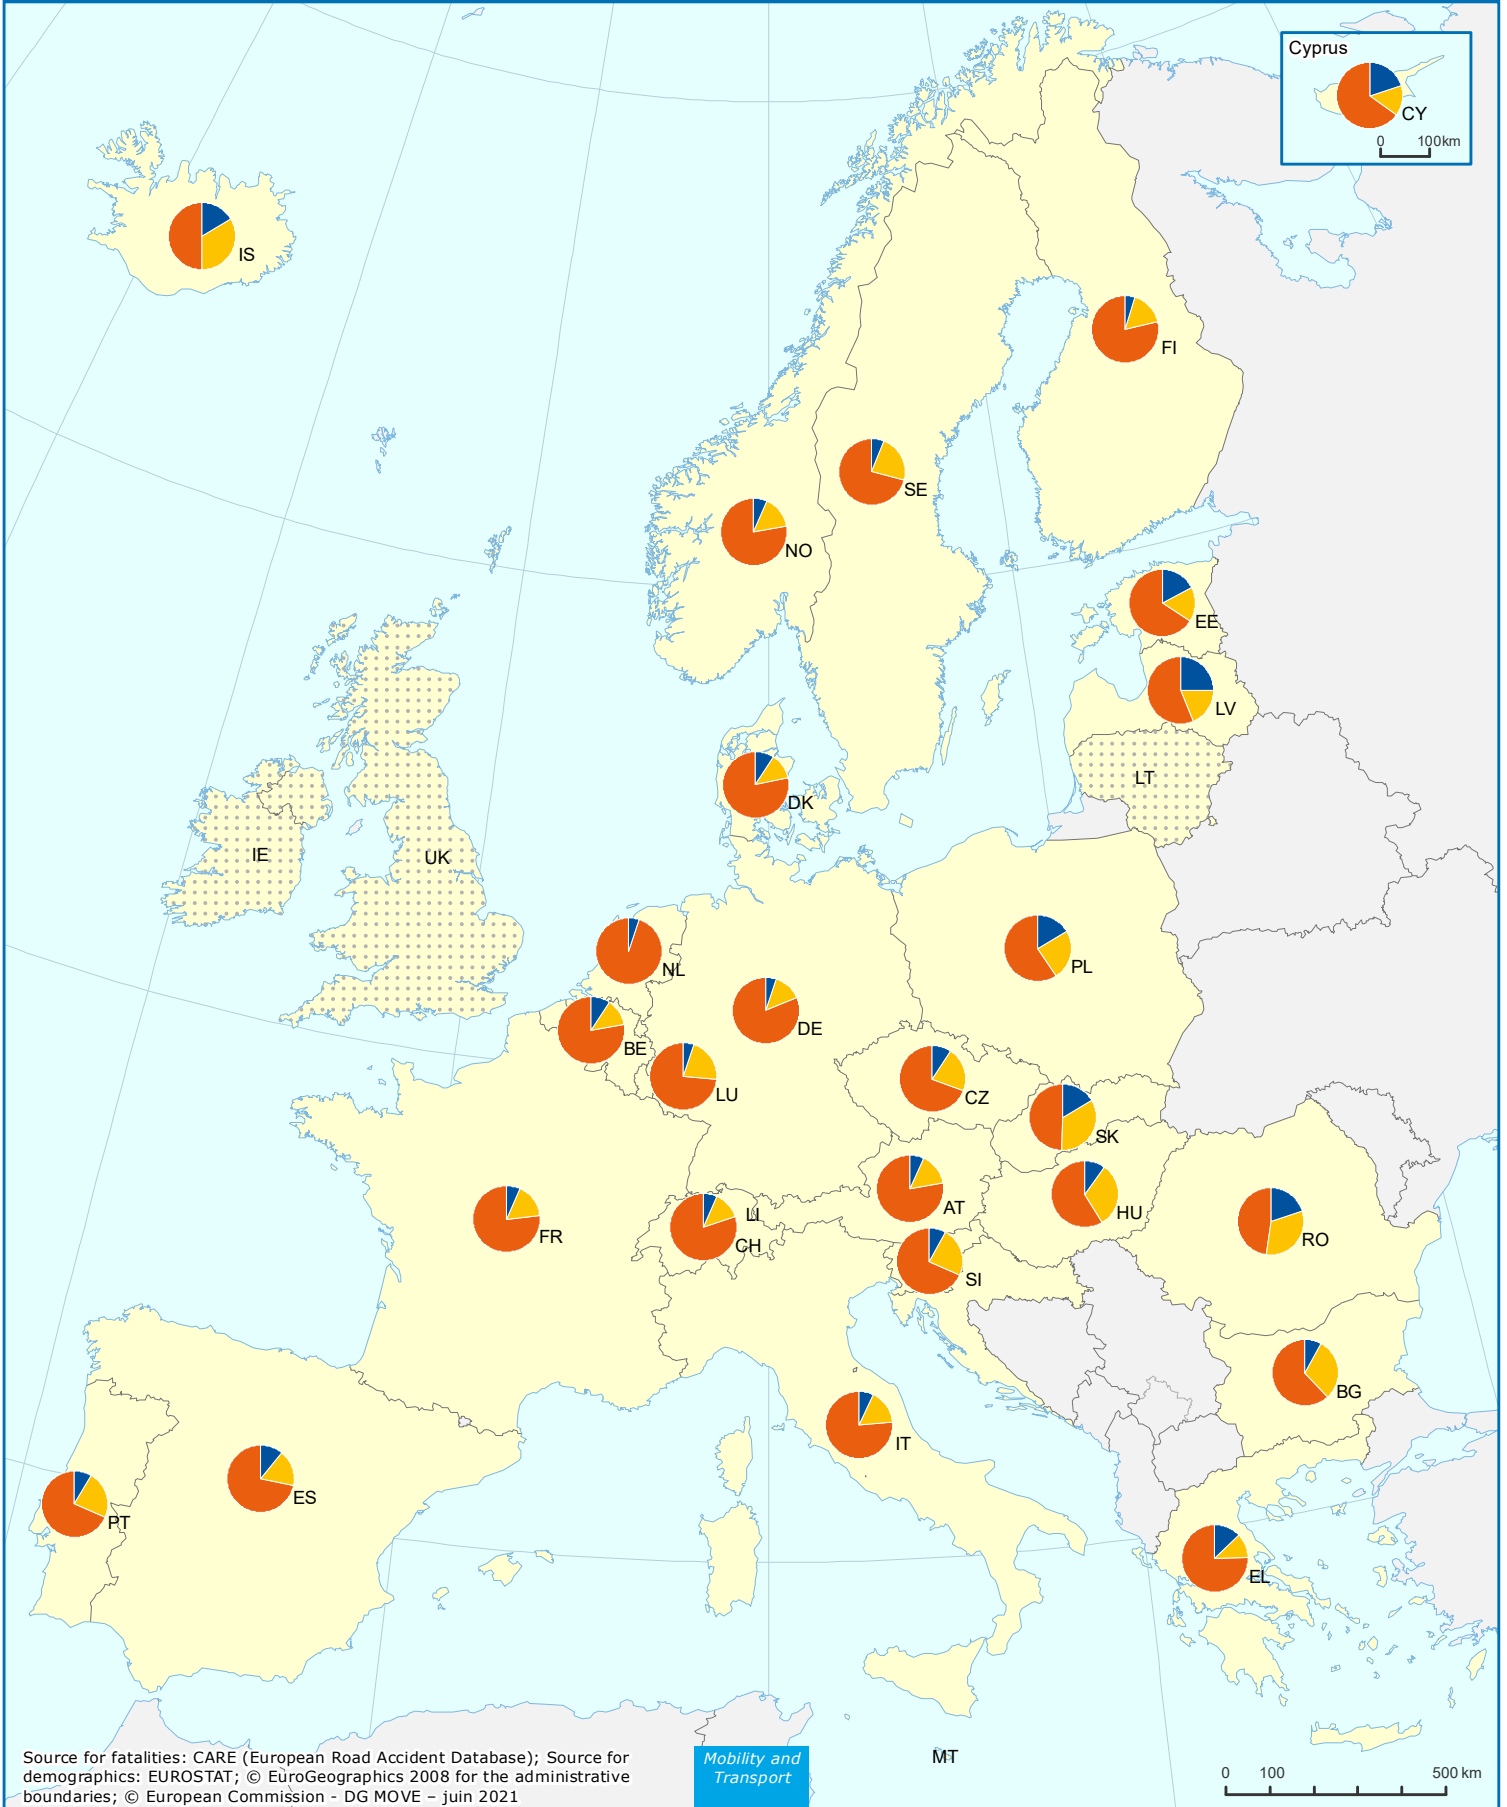 Cyprus
CY
0 100km
IS
FI
SE
NO
EE
LV
LT
DK
IE
UK
NL
PL
DE
BE
LU
CZ
SK
AT
HU
LI
CH
FR
RO
SI
BG
IT
ES
PT
EL
MT
Source for fatalities: CARE (European Road Accident Database); Source for
demographics: EUROSTAT; © EuroGeographics 2008 for the administrative
boundaries; © European Commission - DG MOVE – juin 2021
Mobility and
Transport
0 100 500 km